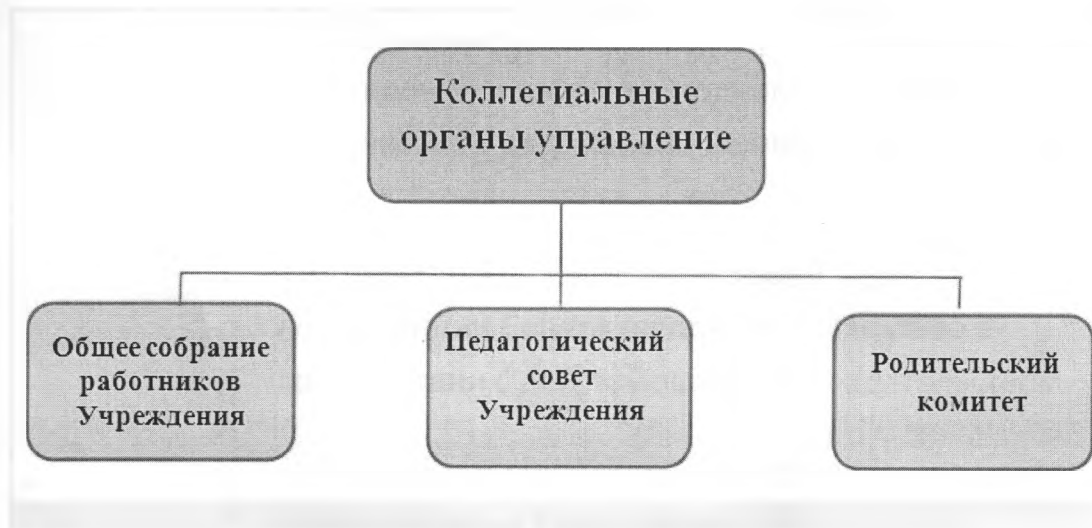 Коллегиальные
органы управление
Общее собрание
работников
Учреждения
Педагогический
совет
Учреждения
Родительский
комитет